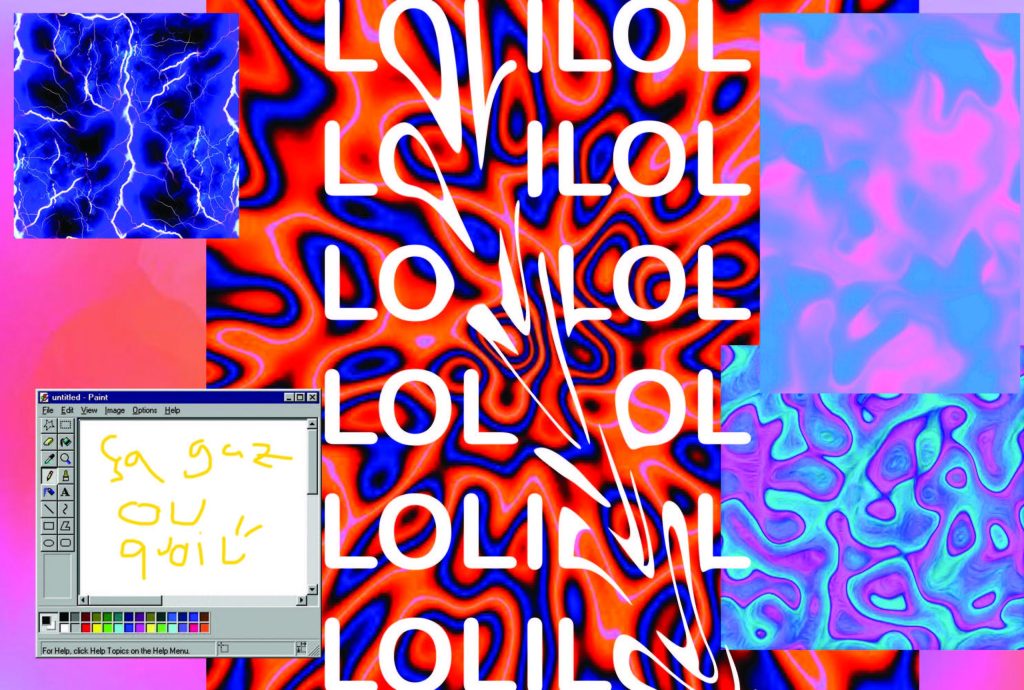 LOLILOL
LOLILOL
LOLILOL
LOLILOL
LOLILOL
LOLILOL
untitled - Paint
File Edit View Image Options Help
A
ça gaz
ou
quoi
For Help, click Help Topics on the Help Menu.